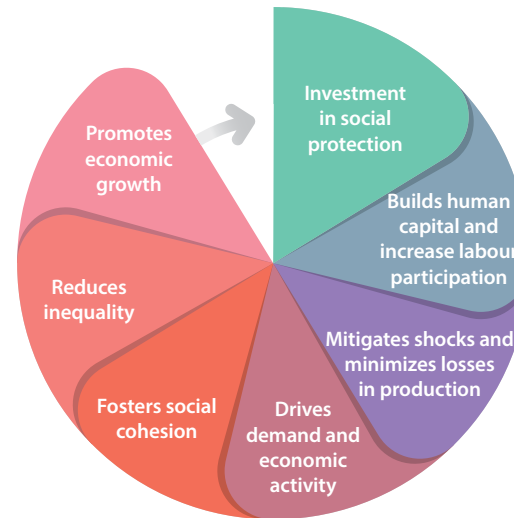 Investment
in social
protection
Builds human
capital and
increase labour
participation
Mitigates shocks and
minimizes losses
in production
Drives
demand and
economic
activity
Fosters social
cohesion
Reduces
inequality
Promotes
economic
growth